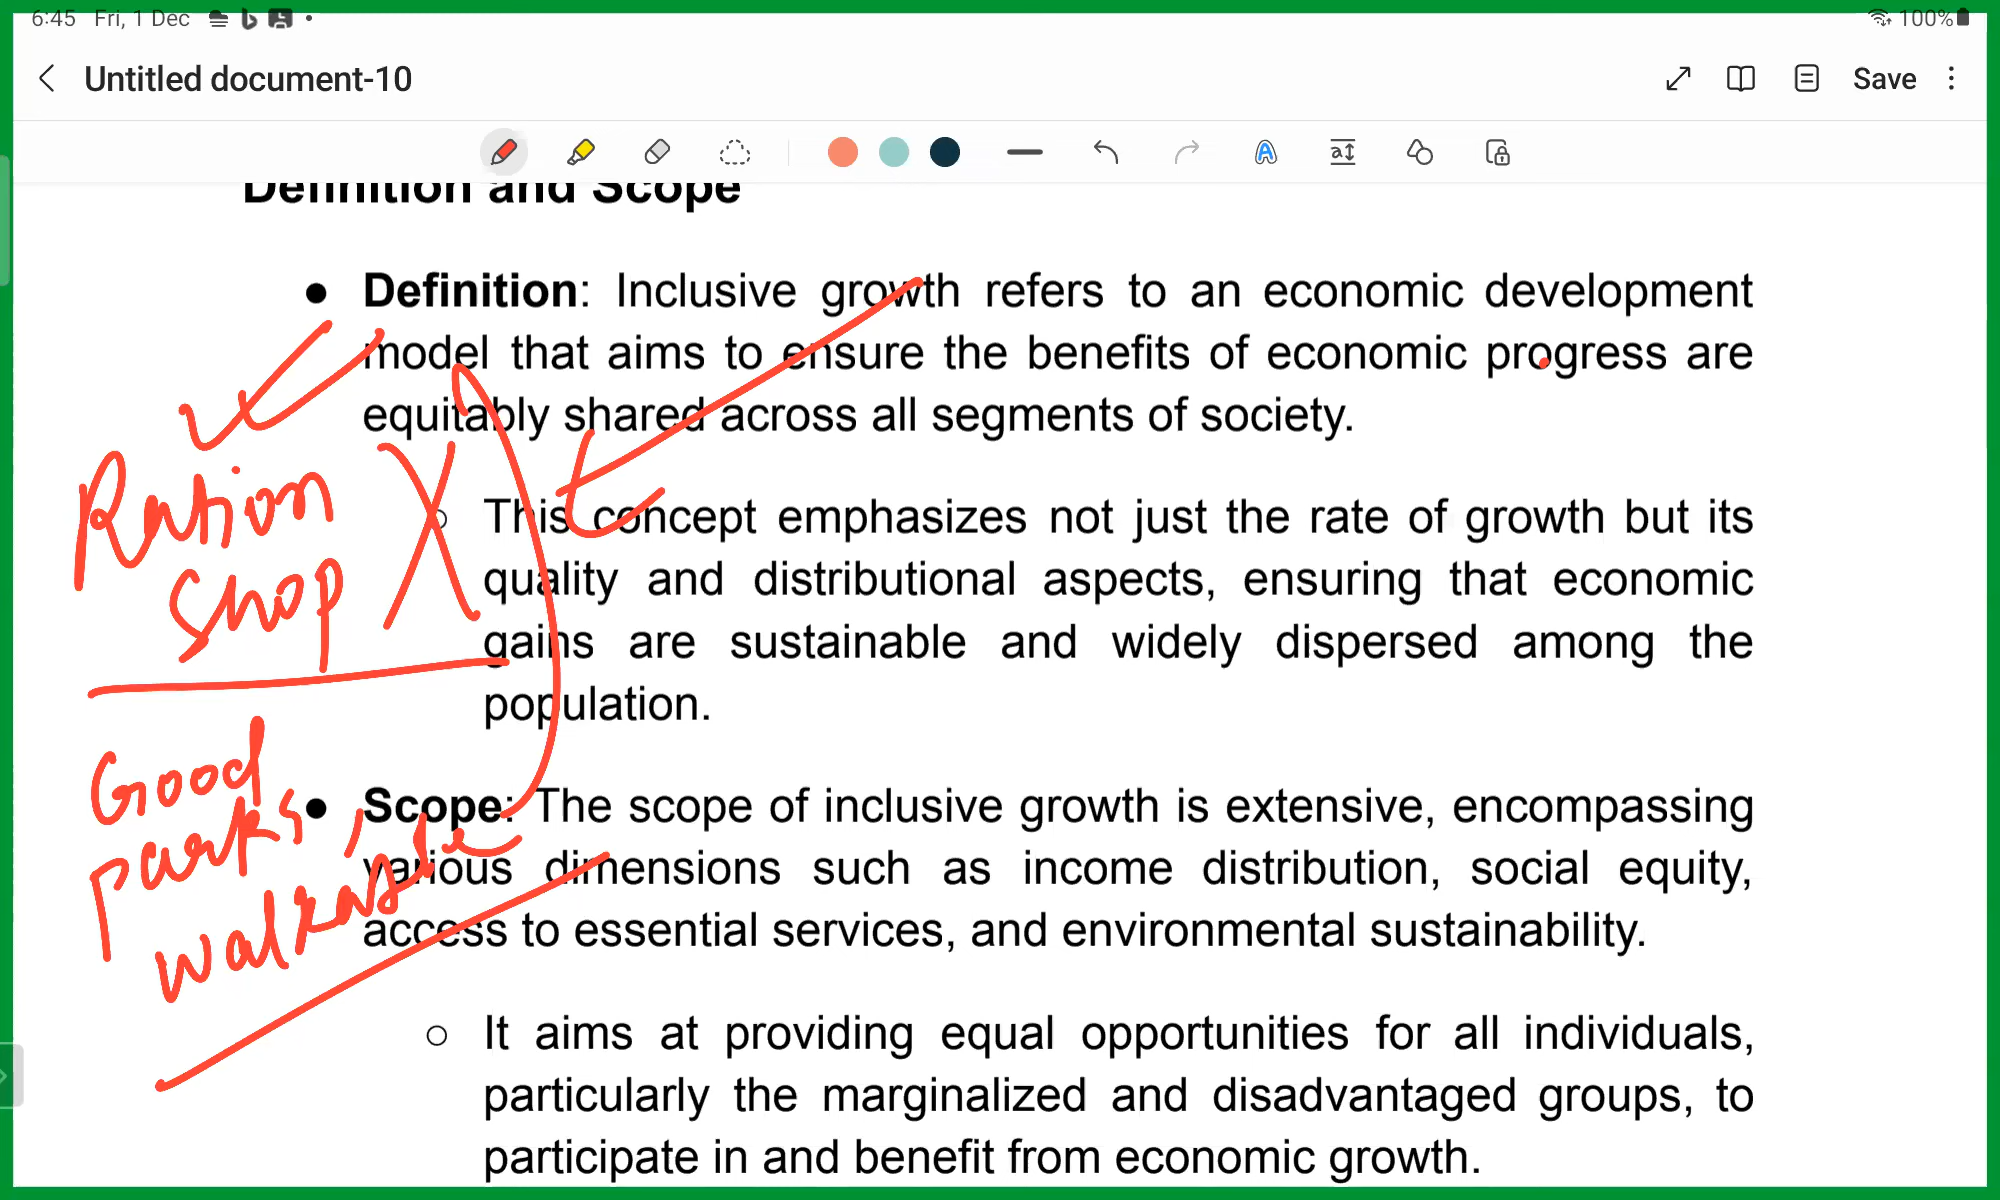 6:45 Fri, 1 Dec
100%
Untitled document-10
Save
Definition and Scope
Definition: Inclusive growth refers to an economic development
model that aims to ensure the benefits of economic progress are
equitably shared across all segments of society.
Ration
Shop
This concept emphasizes not just the rate of growth but its
quality and distributional aspects, ensuring that economic
gains are sustainable and widely dispersed among the
population.
Good
parks
Scope: The scope of inclusive growth is extensive, encompassing
various dimensions such as income distribution, social equity,
access to essential services, and environmental sustainability.
It aims at providing equal opportunities for all individuals,
particularly the marginalized and disadvantaged groups, to
participate in and benefit from economic growth.